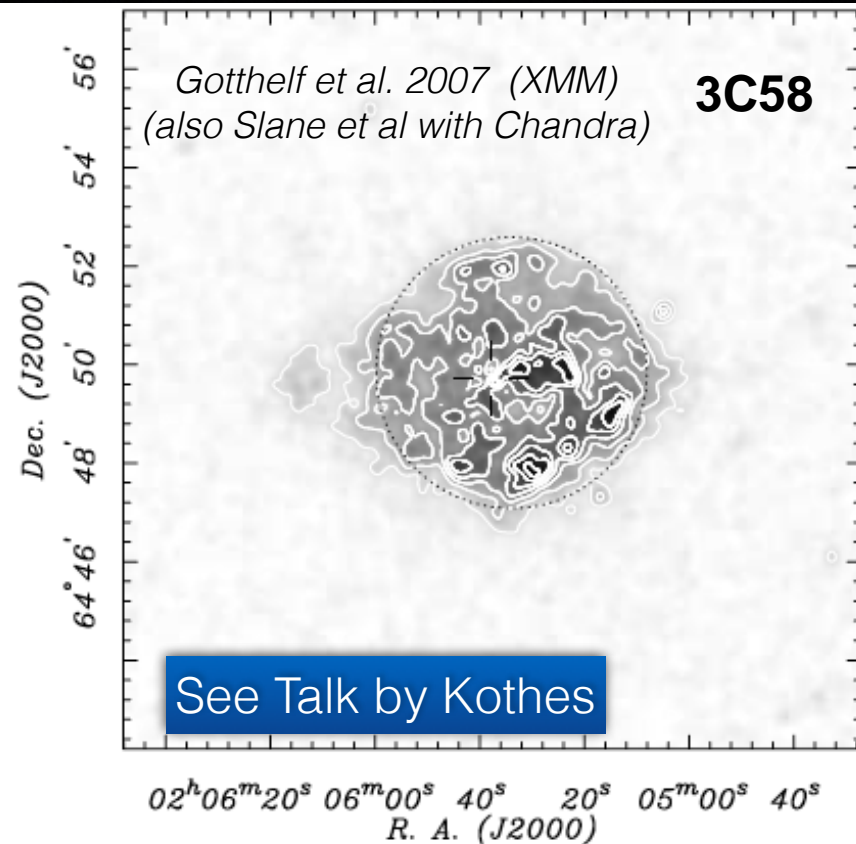 Gotthelf et al. 2007 (XMM)
(also Slane et al with Chandra)
3C58
56'
54'
52'
50'
48'
64° 46'
Dec. (J2000)
See Talk by Kothes
02ʰ06ᵐ20ˢ 06ᵐ00ˢ 40ˢ 20ˢ 05ᵐ00ˢ 40ˢ
R. A. (J2000)